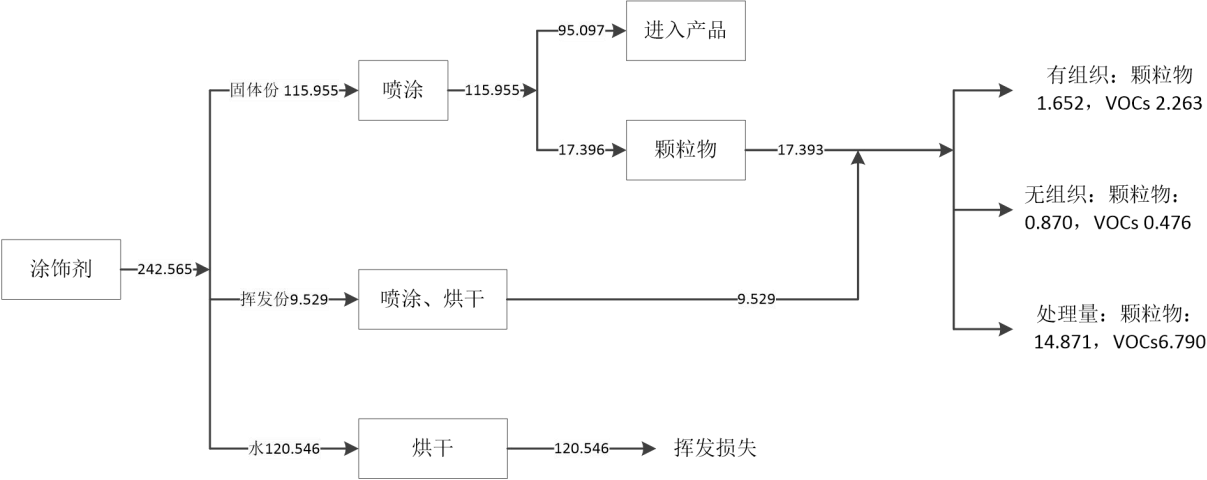 95.097
进入产品
固体份 115.955
喷涂
115.955
有组织：颗粒物
1.652，VOCs 2.263
17.396
颗粒物
17.393
无组织：颗粒物：
0.870，VOCs 0.476
涂饰剂
242.565
挥发份9.529
喷涂、烘干
9.529
处理量：颗粒物：
14.871，VOCs6.790
水120.546
烘干
120.546
挥发损失